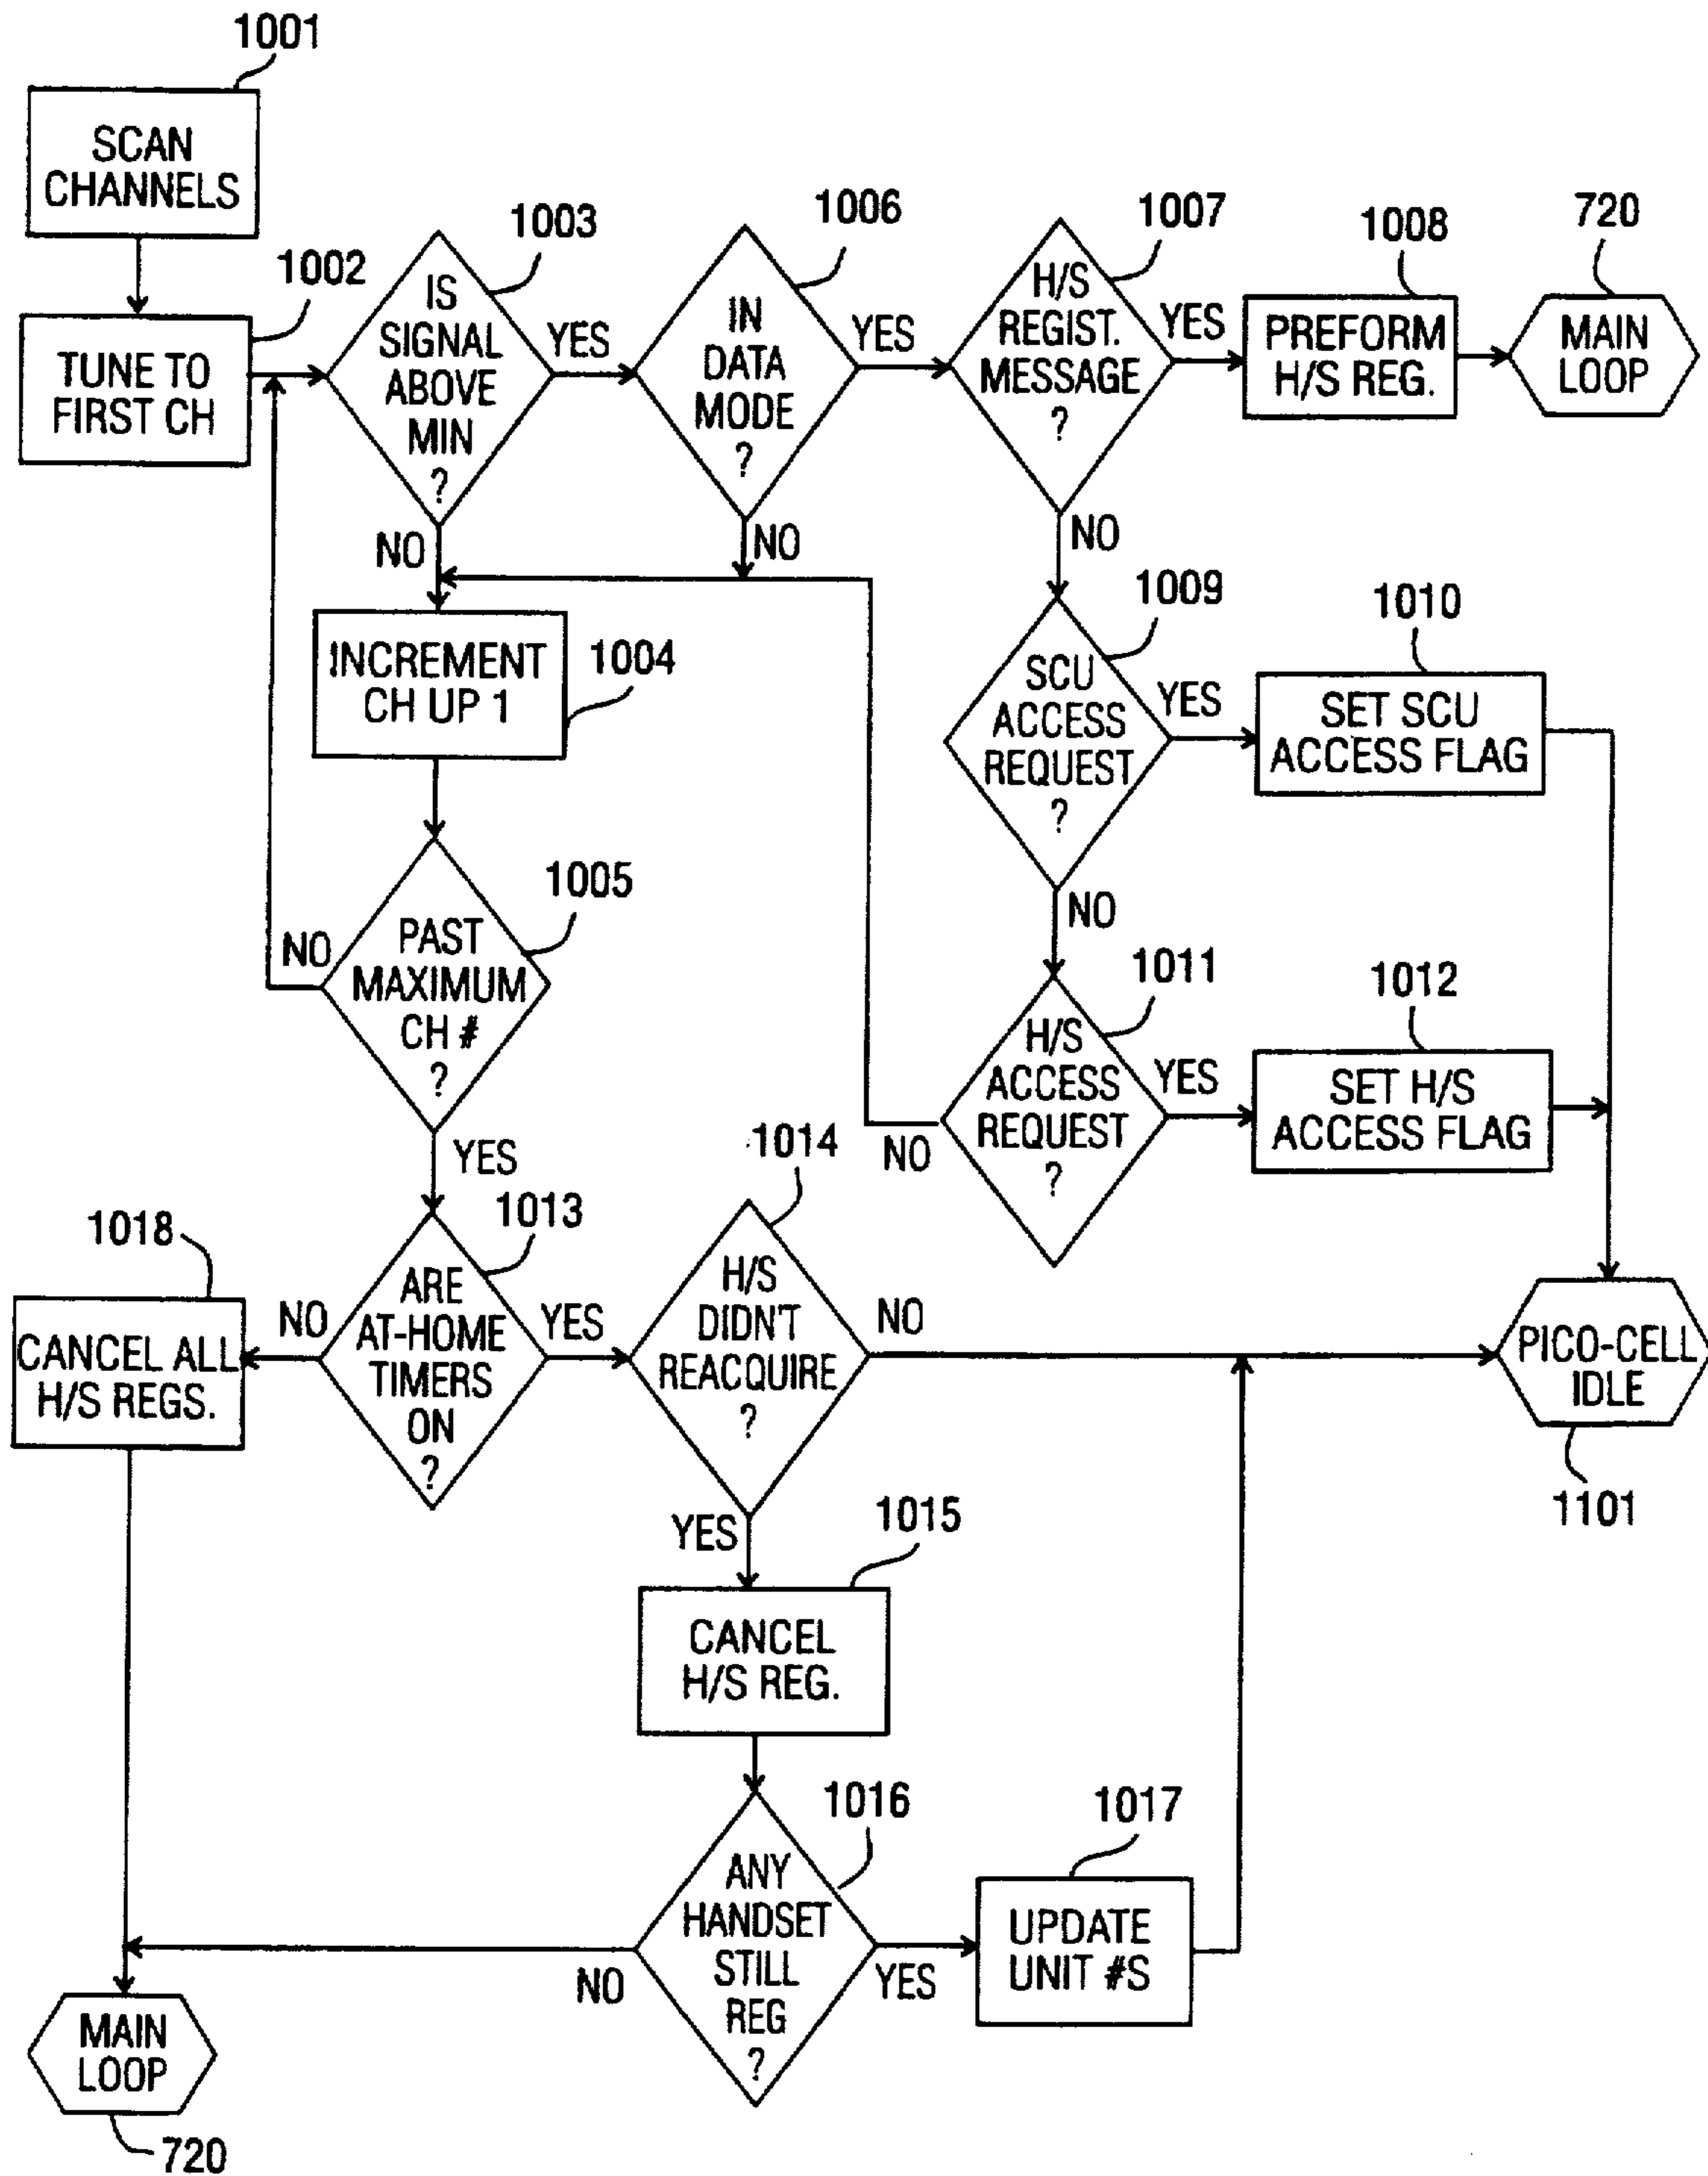 1001
SCAN
CHANNELS
1002
TUNE TO
FIRST CH
1003
IS
SIGNAL
ABOVE
MIN
?
YES
NO
1006
IN
DATA
MODE
?
YES
NO
1007
H/S
REGIST.
MESSAGE
?
YES
NO
1008
PREFORM
H/S REG.
720
MAIN
LOOP
INCREMENT
CH UP 1
1004
1009
SCU
ACCESS
REQUEST
?
YES
NO
1010
SET SCU
ACCESS FLAG
1005
PAST
MAXIMUM
CH #
?
NO
YES
1011
H/S
ACCESS
REQUEST
?
YES
NO
1012
SET H/S
ACCESS FLAG
1018
CANCEL ALL
H/S REGS.
1013
ARE
AT-HOME
TIMERS
ON
?
NO
YES
1014
H/S
DIDN'T
REACQUIRE
?
NO
YES
PICO-CELL
IDLE
1101
1015
CANCEL
H/S REG.
1016
ANY
HANDSET
STILL
REG
?
NO
YES
1017
UPDATE
UNIT #S
MAIN
LOOP
720